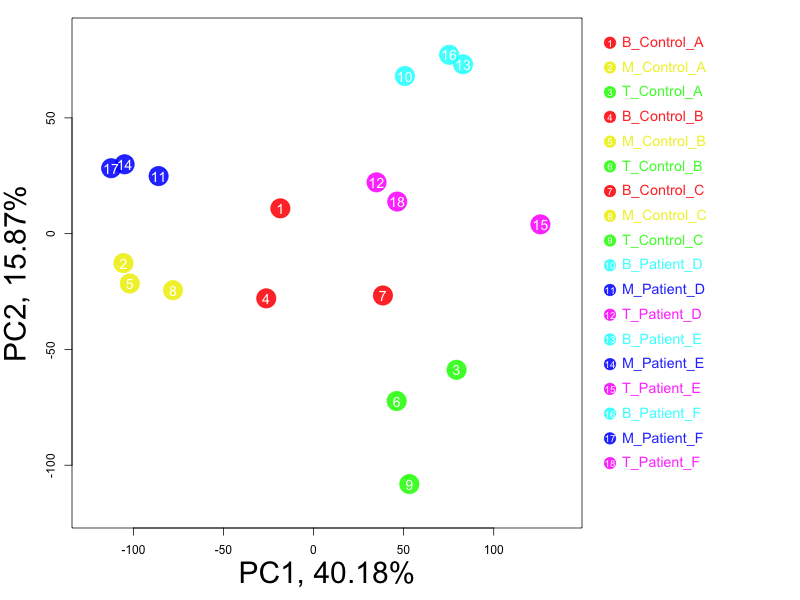 16
13
10
17
14
11
12
18
15
1
2
5
8
4
7
3
6
9
50
0
-50
-100
-100
-50
0
50
100
PC2, 15.87%
PC1, 40.18%
1 B_Control_A
2 M_Control_A
3 T_Control_A
4 B_Control_B
5 M_Control_B
6 T_Control_B
7 B_Control_C
8 M_Control_C
9 T_Control_C
10 B_Patient_D
11 M_Patient_D
12 T_Patient_D
13 B_Patient_E
14 M_Patient_E
15 T_Patient_E
16 B_Patient_F
17 M_Patient_F
18 T_Patient_F